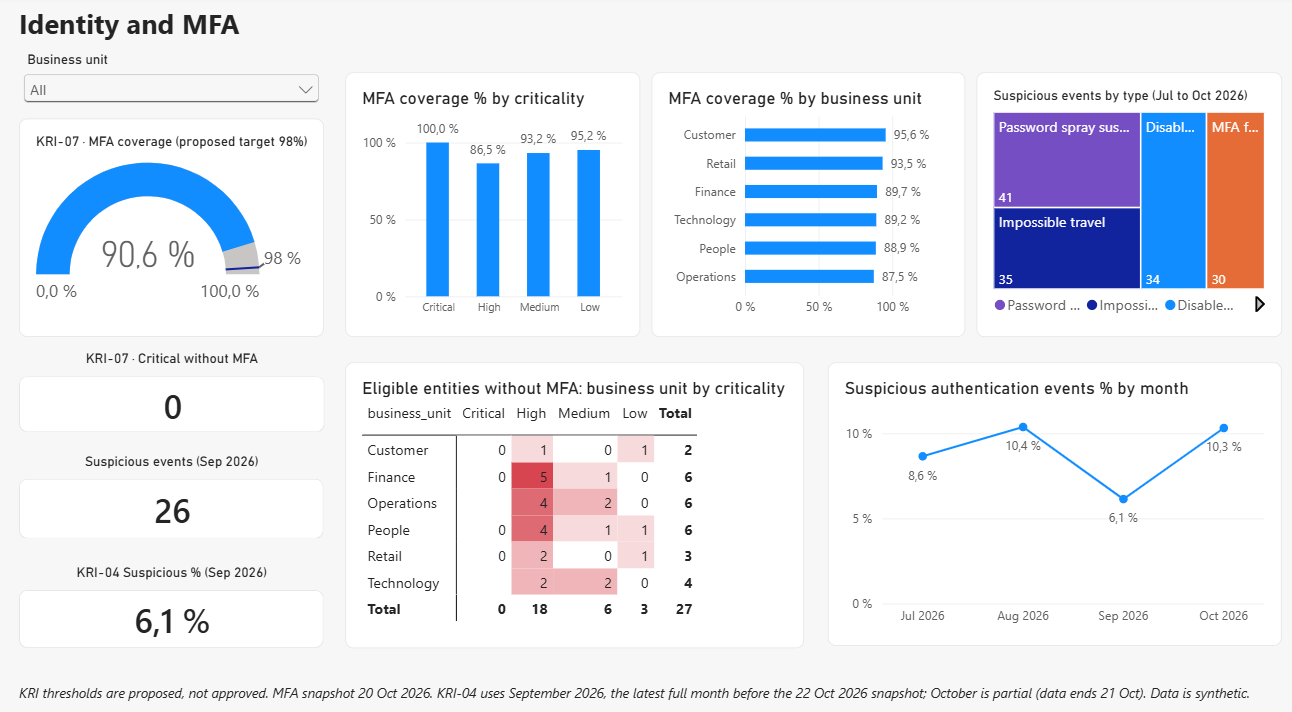 Identity and MFA
Business unit
All
KRI-07 · MFA coverage (proposed target 98%)
90,6 %
98 %
0,0 %
100,0 %
KRI-07 · Critical without MFA
0
Suspicious events (Sep 2026)
26
KRI-04 Suspicious % (Sep 2026)
6,1 %
MFA coverage % by criticality
100,0 %
86,5 %
93,2 %
95,2 %
100 %
50 %
0 %
Critical High Medium Low
MFA coverage % by business unit
Customer 95,6 %
Retail 93,5 %
Finance 89,7 %
Technology 89,2 %
People 88,9 %
Operations 87,5 %
0 % 50 % 100 %
Suspicious events by type (Jul to Oct 2026)
Password spray sus...
41
Impossible travel
35
Disabl...
34
MFA f...
30
Password ... Impossi... Disable...
Eligible entities without MFA: business unit by criticality
business_unit Critical High Medium Low Total
Customer 0 1 0 1 2
Finance 0 5 1 0 6
Operations 4 2 0 6
People 0 4 1 1 6
Retail 0 2 0 1 3
Technology 2 2 0 4
Total 0 18 6 3 27
Suspicious authentication events % by month
10 %
5 %
0 %
8,6 %
10,4 %
6,1 %
10,3 %
Jul 2026 Aug 2026 Sep 2026 Oct 2026
KRI thresholds are proposed, not approved. MFA snapshot 20 Oct 2026. KRI-04 uses September 2026, the latest full month before the 22 Oct 2026 snapshot; October is partial (data ends 21 Oct). Data is synthetic.